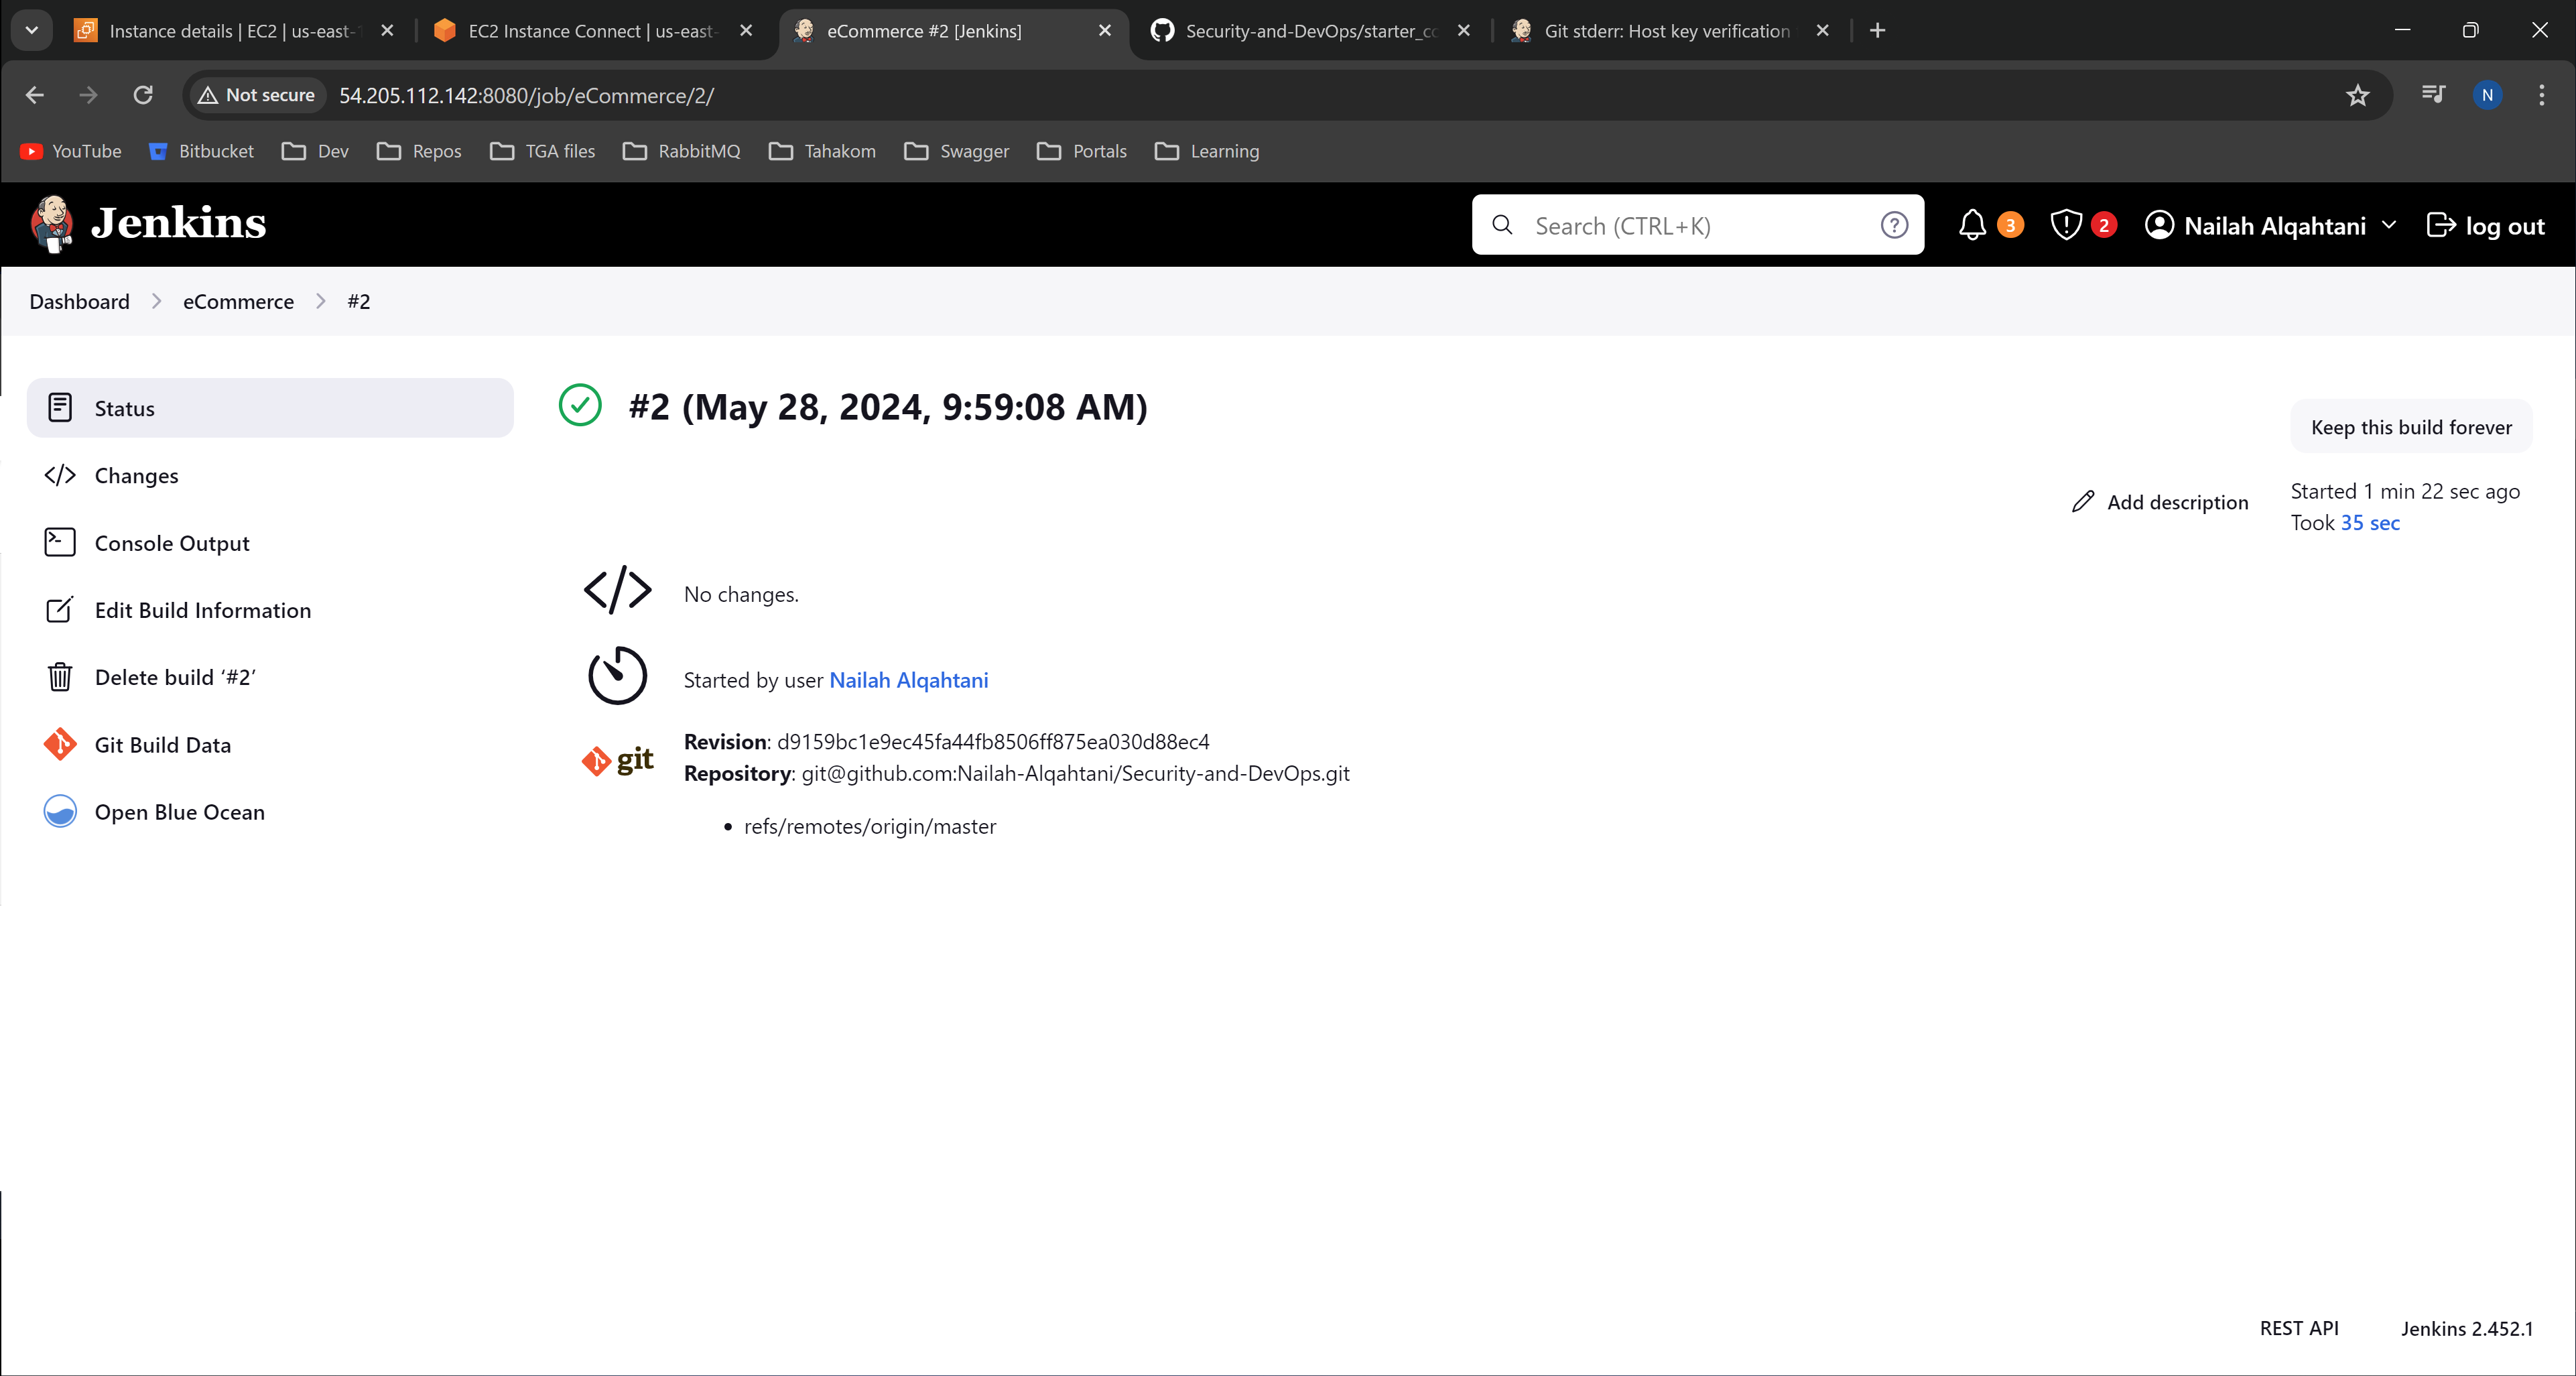 Instance details | EC2 | us-east-1
EC2 Instance Connect | us-east-
eCommerce #2 [Jenkins]
Security-and-DevOps/starter_co
Git stderr: Host key verification
Not secure
54.205.112.142:8080/job/eCommerce/2/
N
YouTube
Bitbucket
Dev
Repos
TGA files
RabbitMQ
Tahakom
Swagger
Portals
Learning
Jenkins
Search (CTRL+K)
?
3
2
Nailah Alqahtani
log out
Dashboard
eCommerce
#2
Status
Changes
Console Output
Edit Build Information
Delete build ‘#2’
Git Build Data
Open Blue Ocean
#2 (May 28, 2024, 9:59:08 AM)
Keep this build forever
Add description
Started 1 min 22 sec ago
Took 35 sec
No changes.
Started by user Nailah Alqahtani
git
Revision: d9159bc1e9ec45fa44fb8506ff875ea030d88ec4
Repository: git@github.com:Nailah-Alqahtani/Security-and-DevOps.git
• refs/remotes/origin/master
REST API
Jenkins 2.452.1